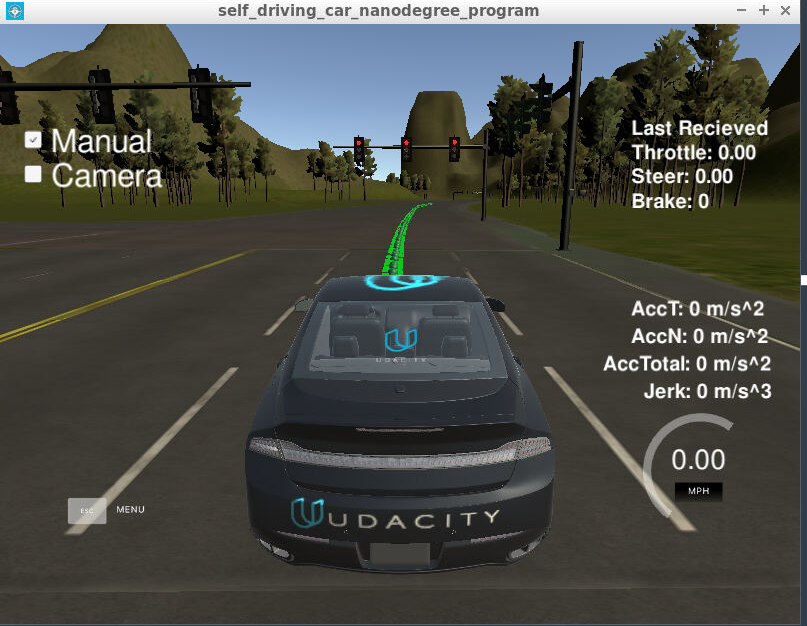 self_driving_car_nanodegree_program
Manual
Camera
Last Recieved
Throttle: 0.00
Steer: 0.00
Brake: 0
AccT: 0 m/s^2
AccN: 0 m/s^2
AccTotal: 0 m/s^2
Jerk: 0 m/s^3
UDACITY
0.00
MPH
ESC
MENU
UDACITY